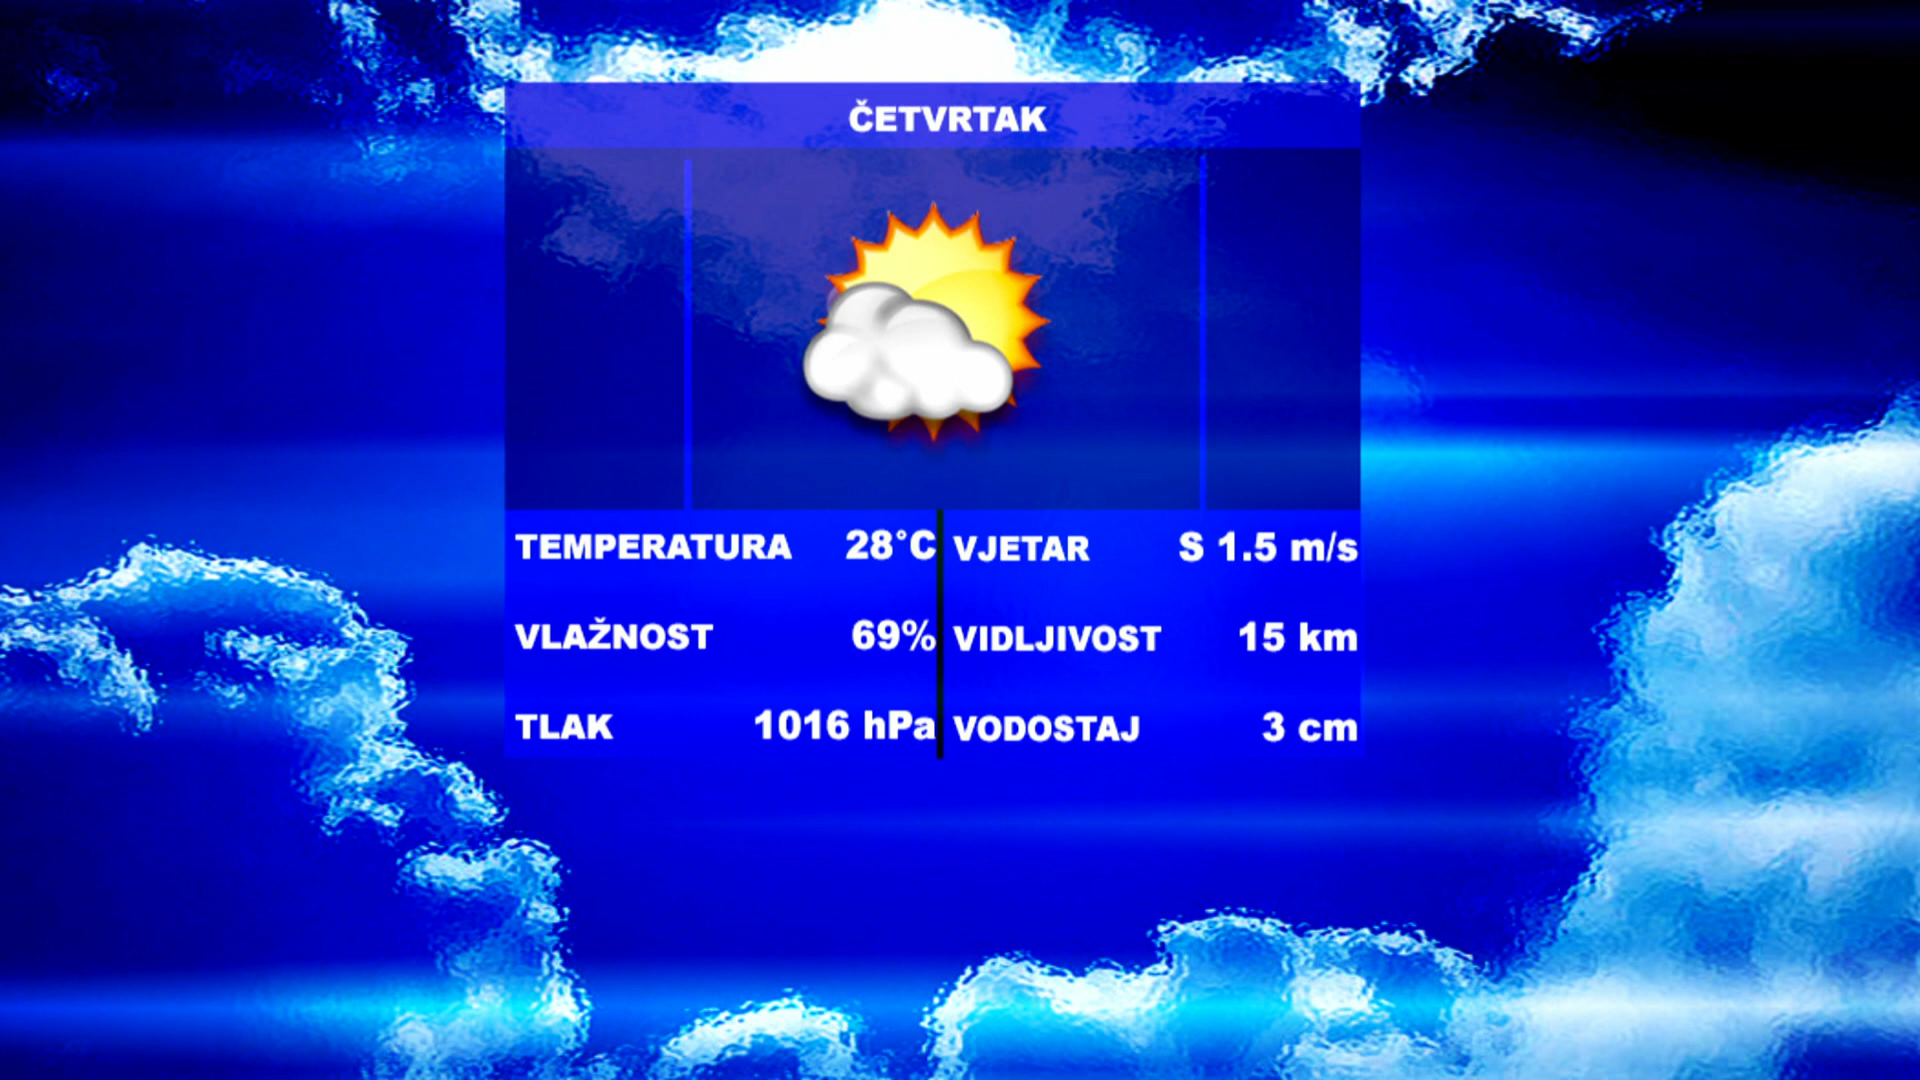 ČETVRTAK
TEMPERATURA 28°C VJETAR S 1.5 m/s
VLAŽNOST 69% VIDLJIVOST 15 km
TLAK 1016 hPa VODOSTAJ 3 cm